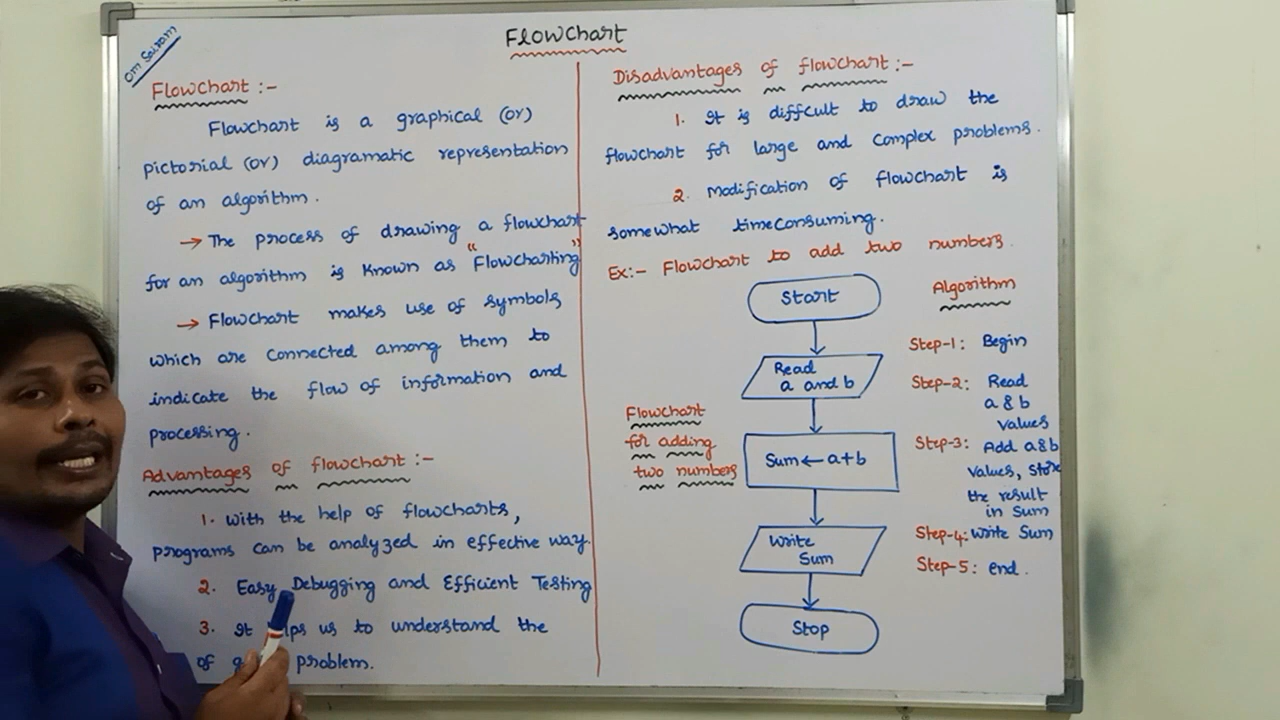 Om Sairam
Flowchart
Flowchart :-
Flowchart is a graphical (or)
pictorial (or) diagramatic representation
of an algorithm.
→ The process of drawing a flowchart
for an algorithm is known as "Flowcharting"
→ Flowchart makes use of symbols
which are connected among them to
indicate the flow of information and
processing.
Advantages of flowchart :-
1. With the help of flowcharts,
programs can be analyzed in effective way.
2. Easy Debugging and Efficient Testing
3. It us to understand the
of problem.
Disadvantages of flowchart :-
1. It is difficult to draw the
flowchart for large and complex problems.
2. Modification of flowchart is
somewhat timeconsuming.
Ex:- Flowchart to add two numbers.
Start
Read
a and b
Sum ← a+b
Write
Sum
Stop
Flowchart
for adding
two numbers
Algorithm
Step-1: Begin
Step-2: Read
a & b
values
Step-3: Add a&b
values, store
the result
in sum
Step-4: Write Sum
Step-5: end.